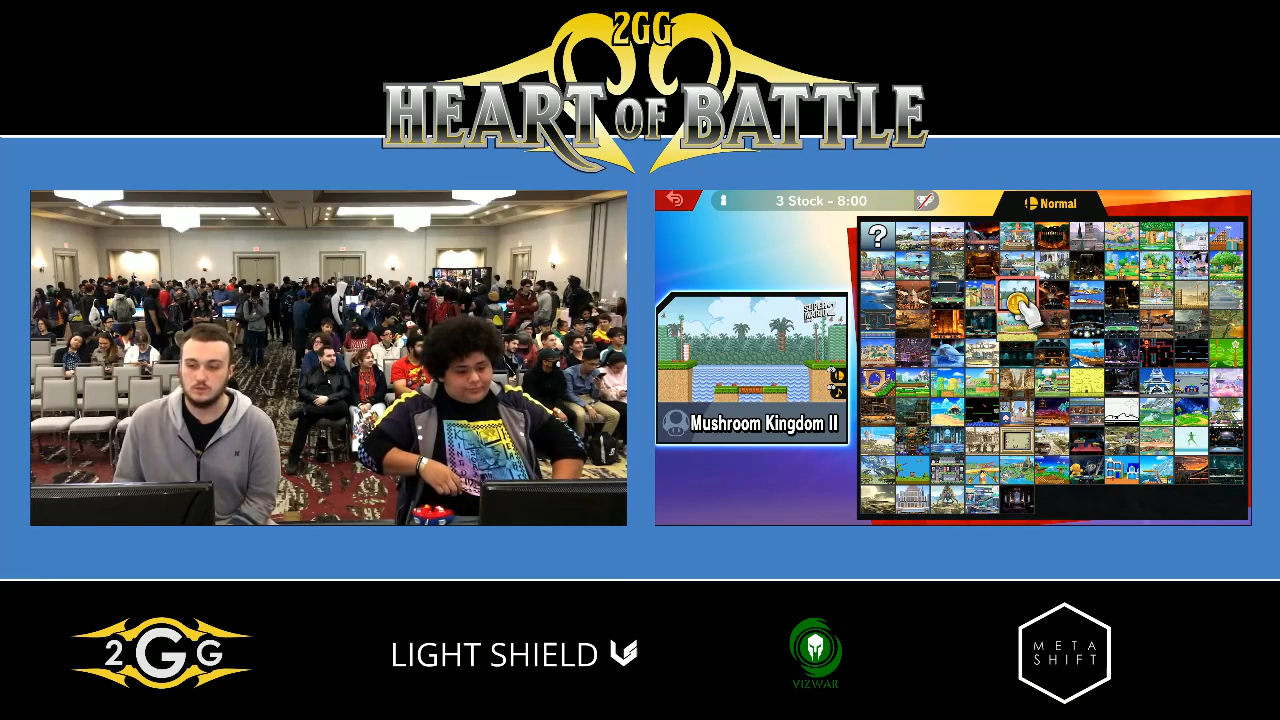 2GG
HEART OF BATTLE
3 Stock - 8:00
Normal
?
SUPER
Mushroom Kingdom II
2GG
LIGHT SHIELD
VIZWAR
META
SHIFT